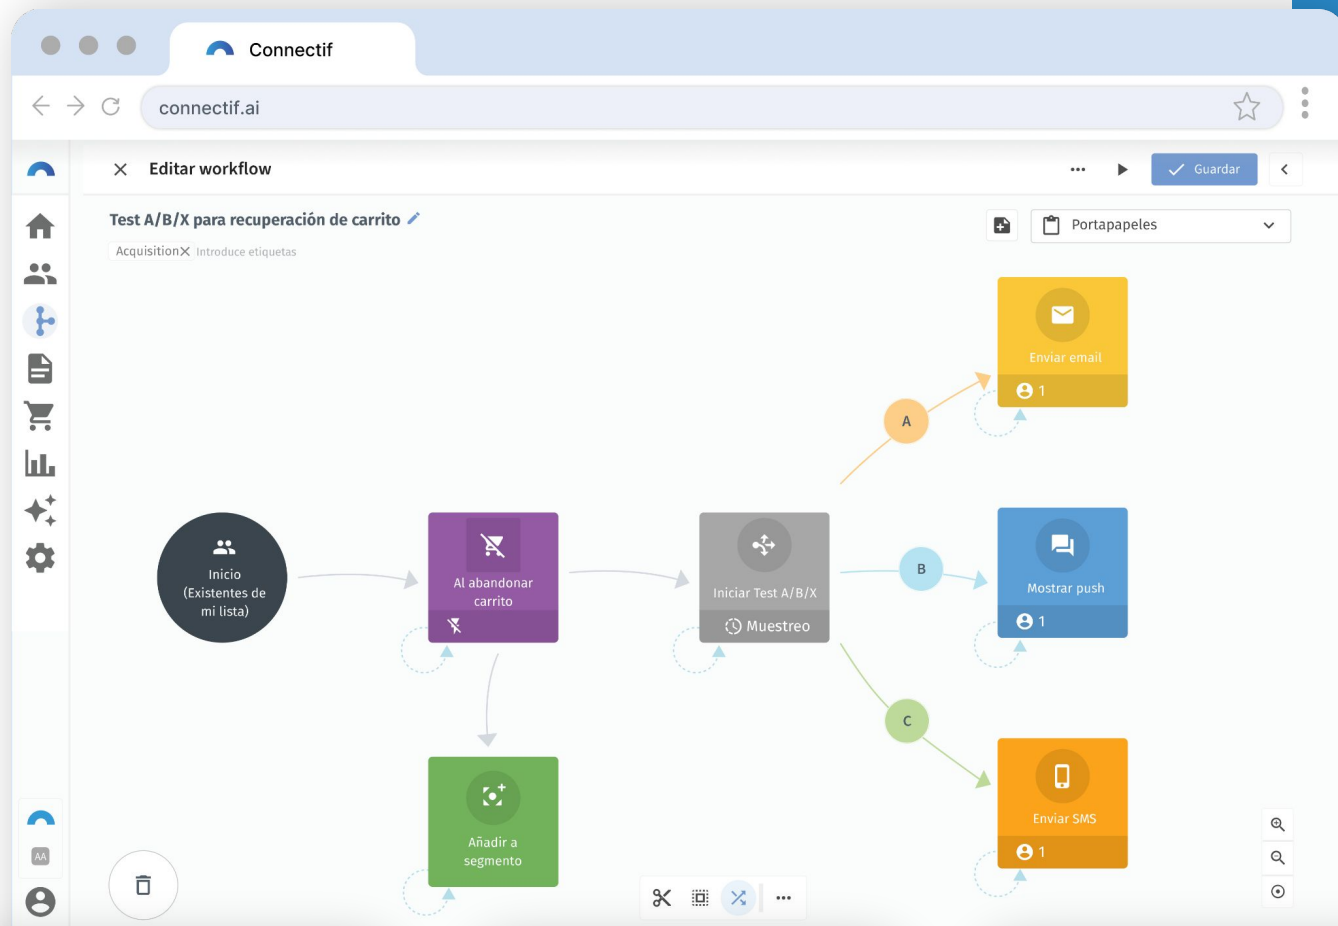 Connectif
connectif.ai
Editar workflow
Guardar
Test A/B/X para recuperación de carrito
Portapapeles
Acquisition
Introduce etiquetas
Enviar email
1
A
Inicio
(Existentes de
mi lista)
Al abandonar
carrito
Iniciar Test A/B/X
Muestreo
B
Mostrar push
1
C
Enviar SMS
1
Añadir a
segmento
AA